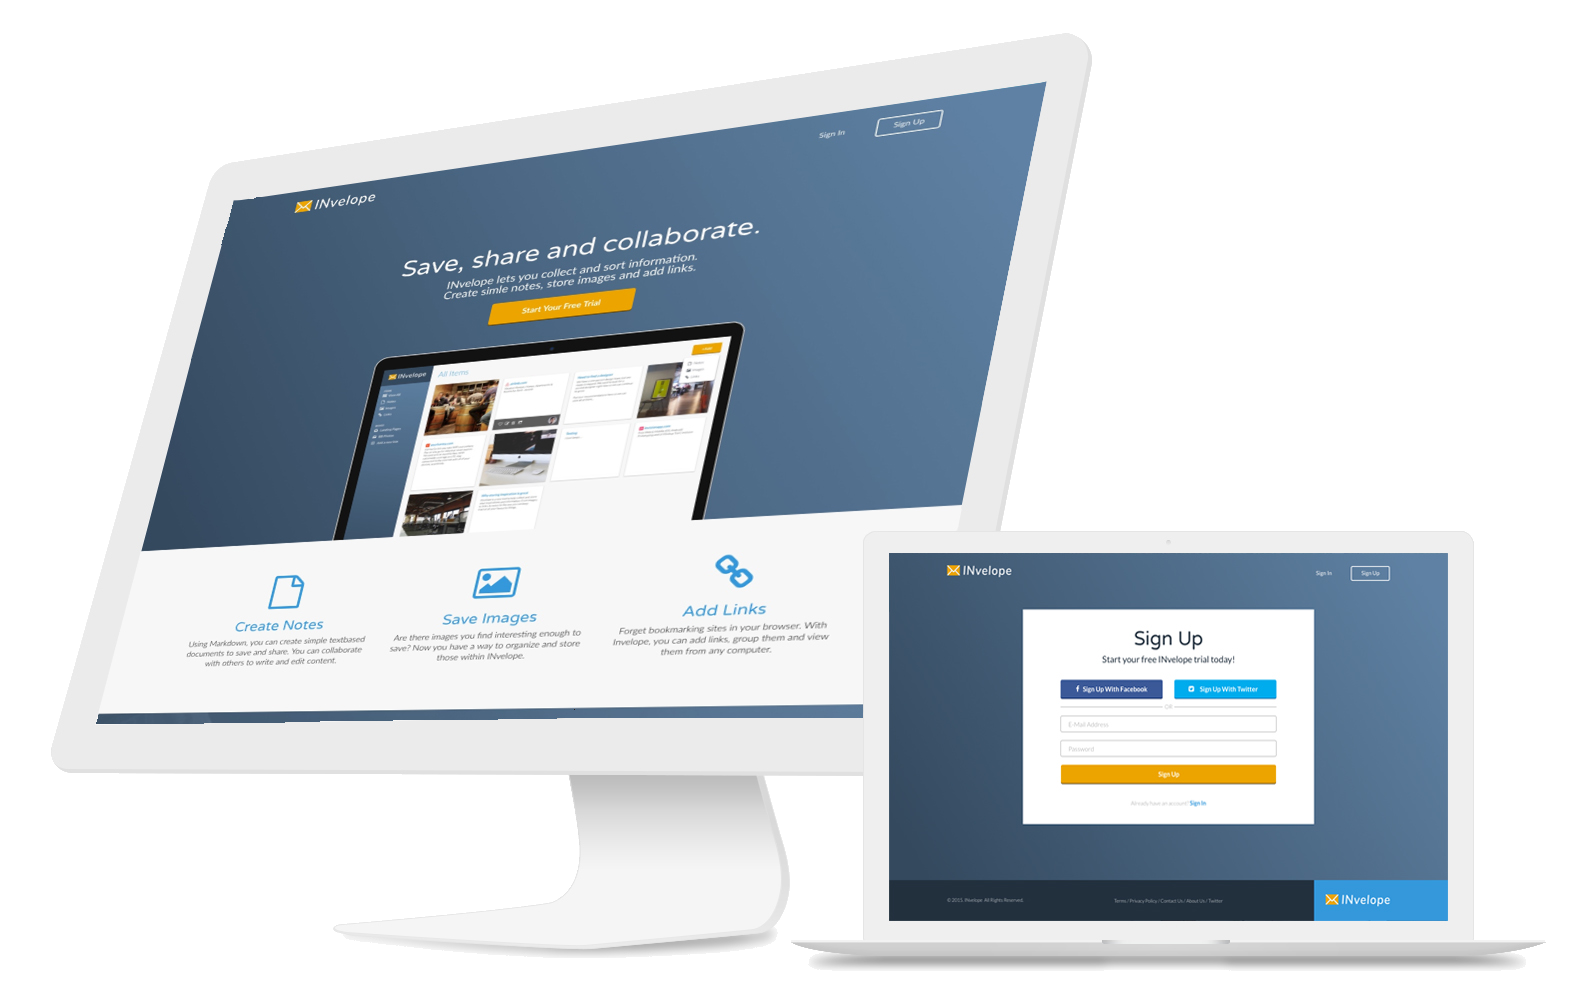 Sign In
Sign Up
INvelope
Save, share and collaborate.
INvelope lets you collect and sort information.
Create simle notes, store images and add links.
Start Your Free Trial
INvelope
All Items
Create Notes
Using Markdown, you can create simple textbased
documents to save and share. You can collaborate
with others to write and edit content.
Save Images
Are there images you find interesting enough to
save? Now you have a way to organize and store
those within INvelope.
Add Links
Forget bookmarking sites in your browser. With
Invelope, you can add links, group them and view
them from any computer.
INvelope
Sign In
Sign Up
Sign Up
Start your free INvelope trial today!
Sign Up With Facebook
Sign Up With Twitter
OR
E-Mail Address
Password
Sign Up
Already have an account? Sign In
© 2015, INvelope. All Rights Reserved.
Terms / Privacy Policy / Contact Us / About Us / Twitter
INvelope